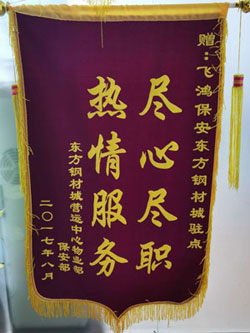 赠:飞鸿保安东方钢材城驻点
尽心尽职
热情服务
东方钢材城营运中心物业部
保安部
二〇一七年八月